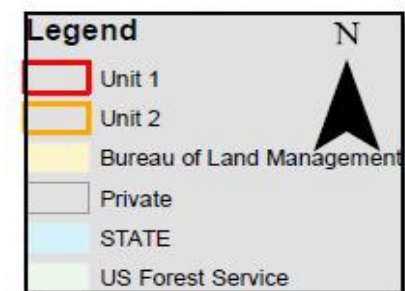 Legend
N
Unit 1
Unit 2
Bureau of Land Management
Private
STATE
US Forest Service